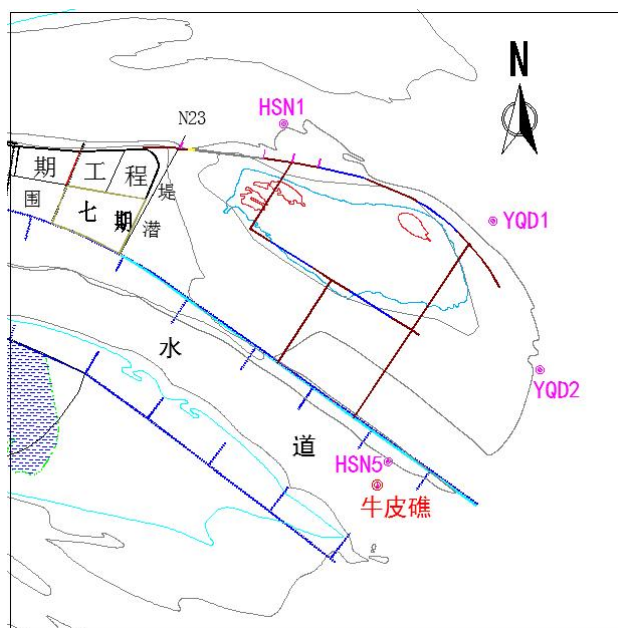 N
HSN1
N23
期 工 程
堤
围 七 期 潜
YQD1
水
YQD2
道
HSN5
牛皮礁